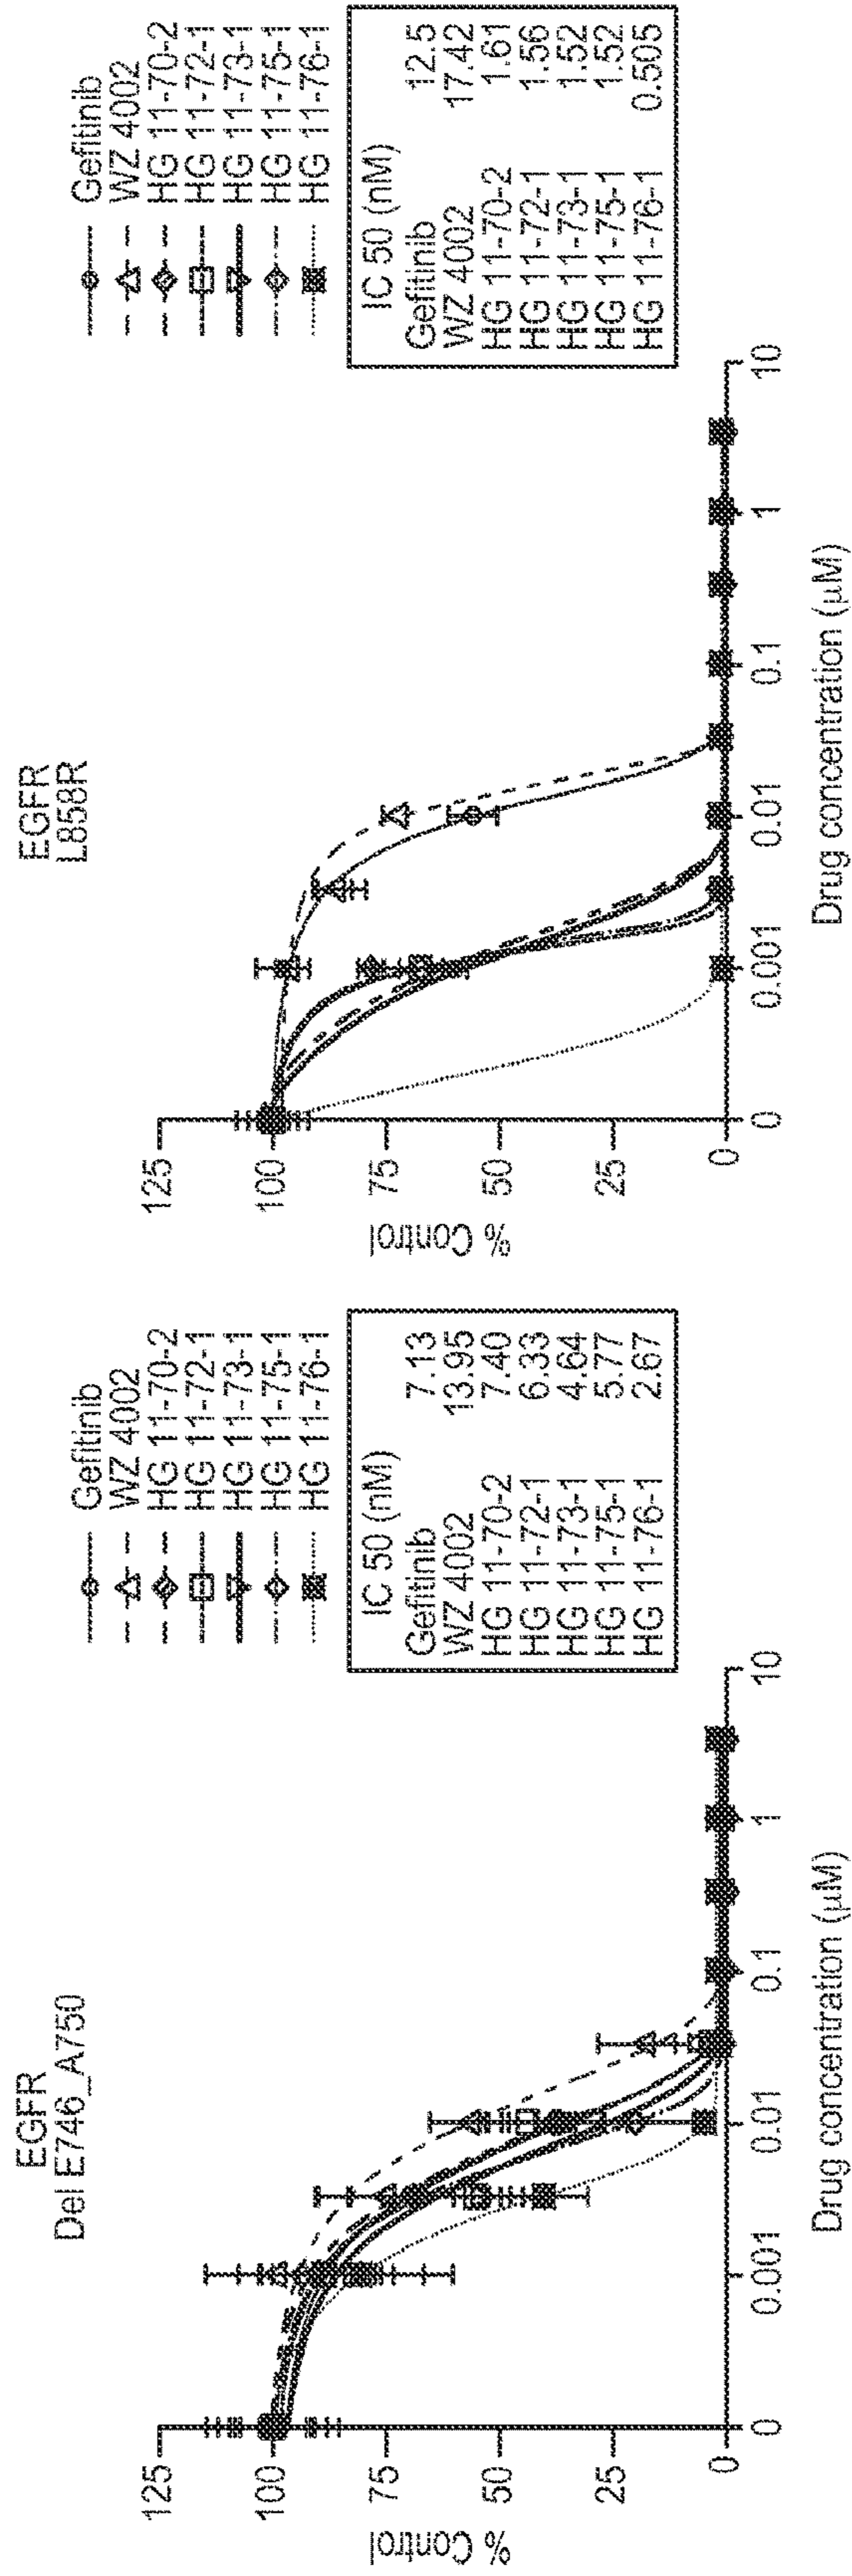 EGFR
Del E746_A750
% Control
125
100
75
50
25
0
0
0.001
0.01
0.1
1
10
Drug concentration (µM)
Gefitinib
WZ 4002
HG 11-70-2
HG 11-72-1
HG 11-73-1
HG 11-75-1
HG 11-76-1
IC 50 (nM)
Gefitinib 7.13
WZ 4002 13.95
HG 11-70-2 7.40
HG 11-72-1 6.33
HG 11-73-1 4.64
HG 11-75-1 5.77
HG 11-76-1 2.67
EGFR
L858R
% Control
125
100
75
50
25
0
0
0.001
0.01
0.1
1
10
Drug concentration (µM)
Gefitinib
WZ 4002
HG 11-70-2
HG 11-72-1
HG 11-73-1
HG 11-75-1
HG 11-76-1
IC 50 (nM)
Gefitinib 12.5
WZ 4002 17.42
HG 11-70-2 1.61
HG 11-72-1 1.56
HG 11-73-1 1.52
HG 11-75-1 1.52
HG 11-76-1 0.505